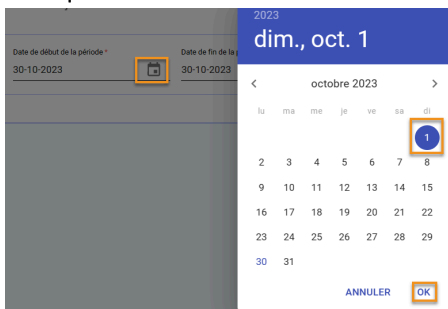 Date de début de la période *
30-10-2023
Date de fin de la
30-10-2023
2023
dim., oct. 1
octobre 2023
lu ma me je ve sa di
1
2 3 4 5 6 7 8
9 10 11 12 13 14 15
16 17 18 19 20 21 22
23 24 25 26 27 28 29
30 31
ANNULER OK